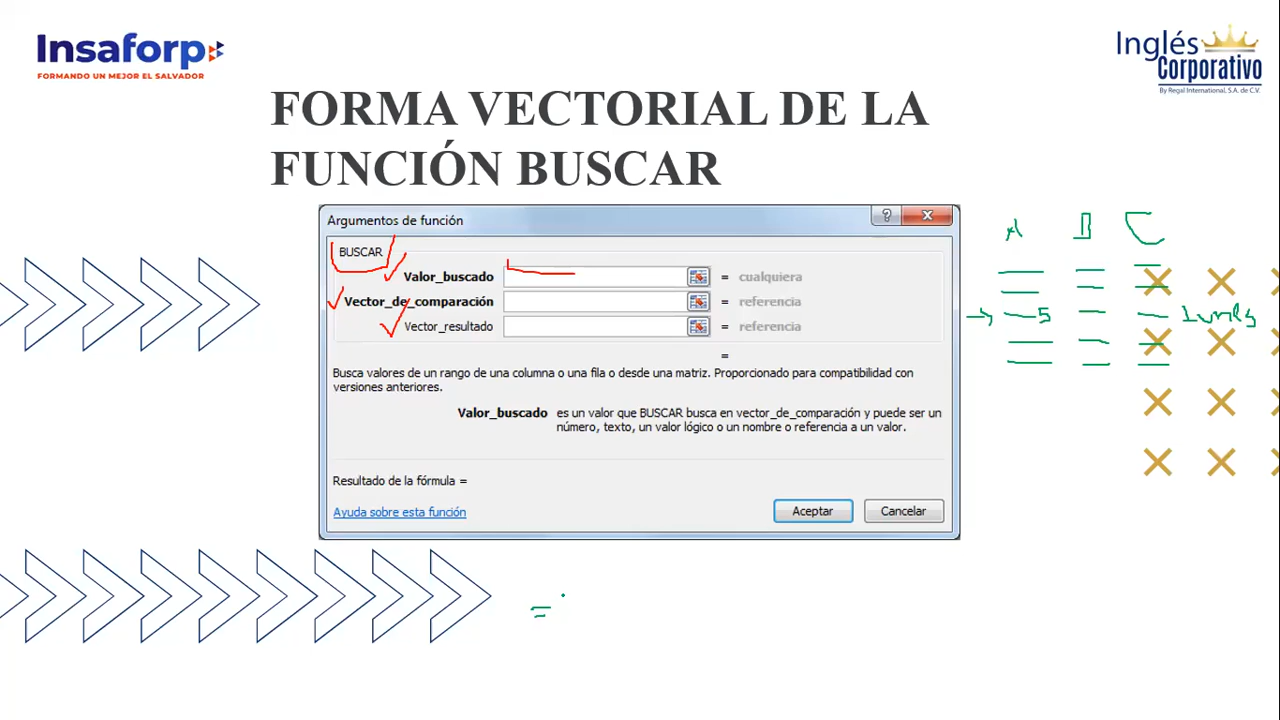 Insaforp
FORMANDO UN MEJOR EL SALVADOR
Inglés
Corporativo
By Regal International, S.A. de C.V.
FORMA VECTORIAL DE LA
FUNCIÓN BUSCAR
Argumentos de función
?
BUSCAR
Valor_buscado = cualquiera
Vector_de_comparación = referencia
Vector_resultado = referencia
=
Busca valores de un rango de una columna o una fila o desde una matriz. Proporcionado para compatibilidad con
versiones anteriores.
Valor_buscado es un valor que BUSCAR busca en vector_de_comparación y puede ser un
número, texto, un valor lógico o un nombre o referencia a un valor.
Resultado de la fórmula =
Ayuda sobre esta función
Aceptar Cancelar
A B C
5
=